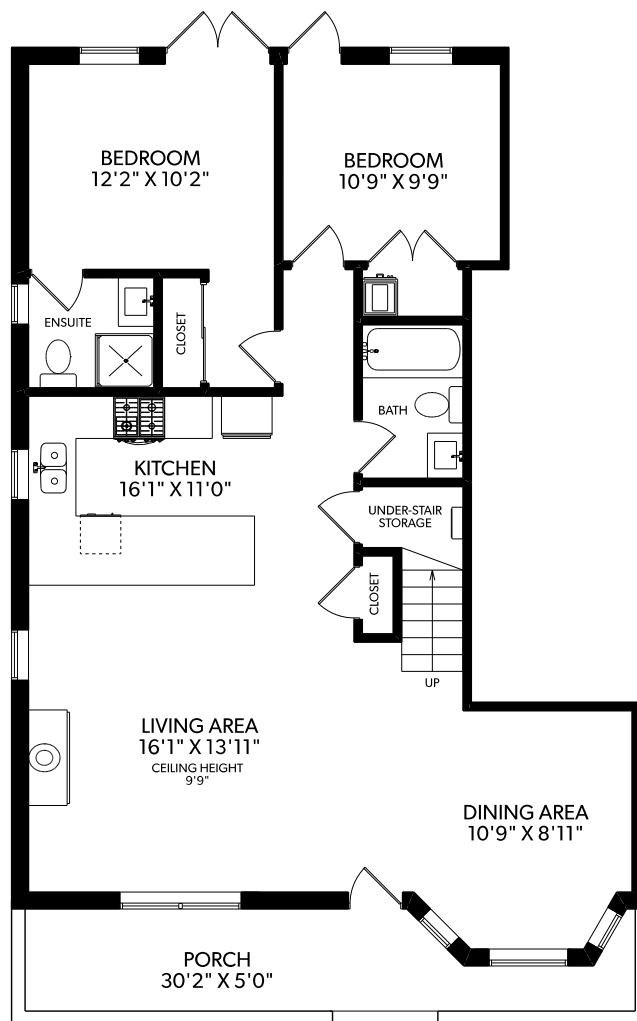 BEDROOM
12'2" X 10'2"
BEDROOM
10'9" X 9'9"
ENSUITE
CLOSET
BATH
KITCHEN
16'1" X 11'0"
UNDER-STAIR
STORAGE
CLOSET
UP
LIVING AREA
16'1" X 13'11"
CEILING HEIGHT
9'9"
DINING AREA
10'9" X 8'11"
PORCH
30'2" X 5'0"